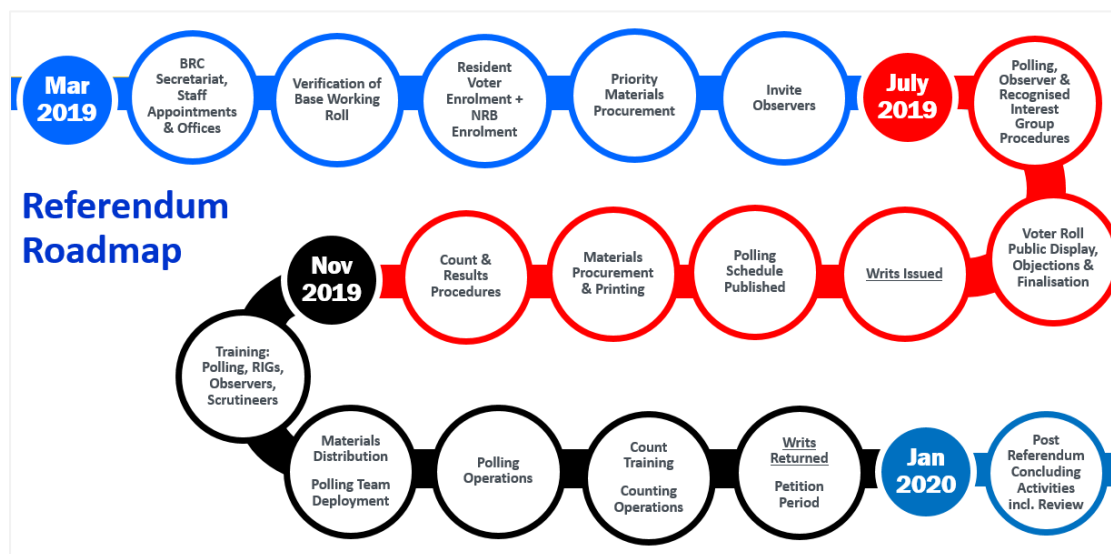 Mar
2019
BRC
Secretariat,
Staff
Appointments
& Offices
Verification of
Base Working
Roll
Resident
Voter
Enrolment +
NRB
Enrolment
Priority
Materials
Procurement
Invite
Observers
July
2019
Polling,
Observer &
Recognised
Interest
Group
Procedures
Referendum
Roadmap
Voter Roll
Public Display,
Objections &
Finalisation
Writs Issued
Polling
Schedule
Published
Materials
Procurement
& Printing
Count &
Results
Procedures
Nov
2019
Training:
Polling, RIGs,
Observers,
Scrutineers
Materials
Distribution
Polling Team
Deployment
Polling
Operations
Count
Training
Counting
Operations
Writs
Returned
Petition
Period
Jan
2020
Post
Referendum
Concluding
Activities
incl. Review